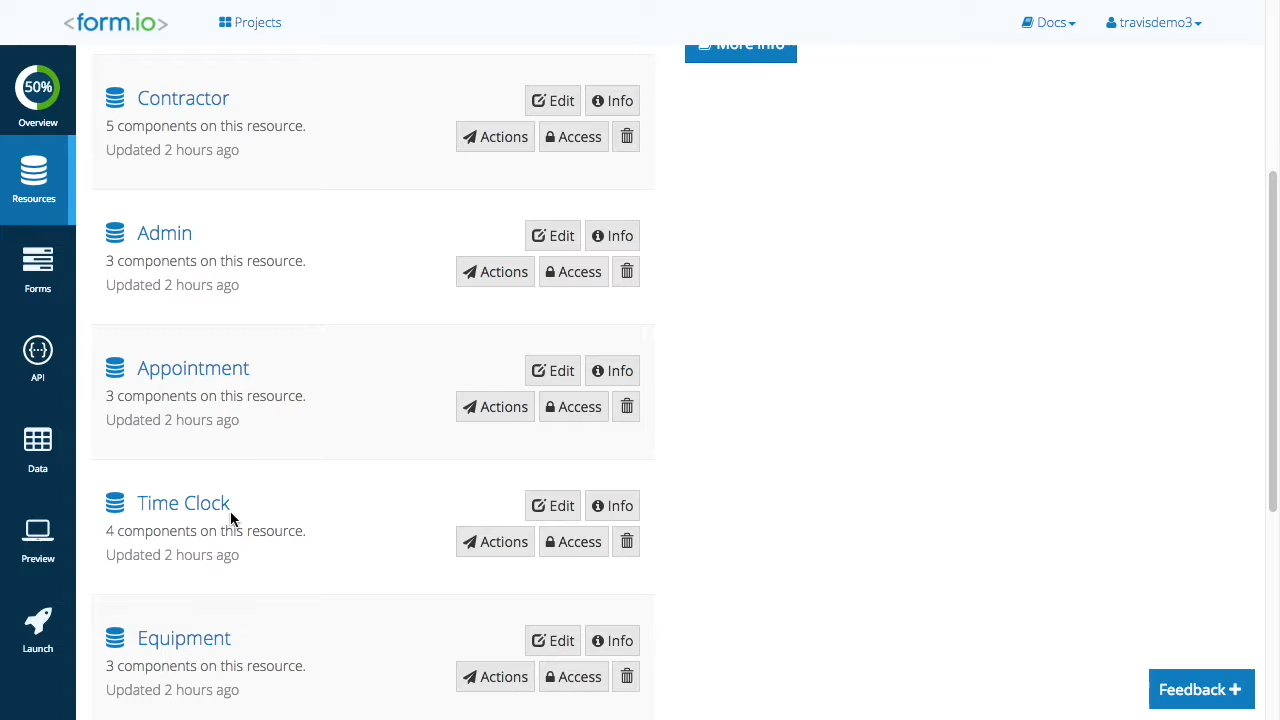 <form.io>
Projects
Docs
travisdemo3
More Info
50%
Overview
Resources
Forms
API
Data
Preview
Launch
Contractor
5 components on this resource.
Updated 2 hours ago
Edit
Info
Actions
Access
Admin
3 components on this resource.
Updated 2 hours ago
Edit
Info
Actions
Access
Appointment
3 components on this resource.
Updated 2 hours ago
Edit
Info
Actions
Access
Time Clock
4 components on this resource.
Updated 2 hours ago
Edit
Info
Actions
Access
Equipment
3 components on this resource.
Updated 2 hours ago
Edit
Info
Actions
Access
Feedback +